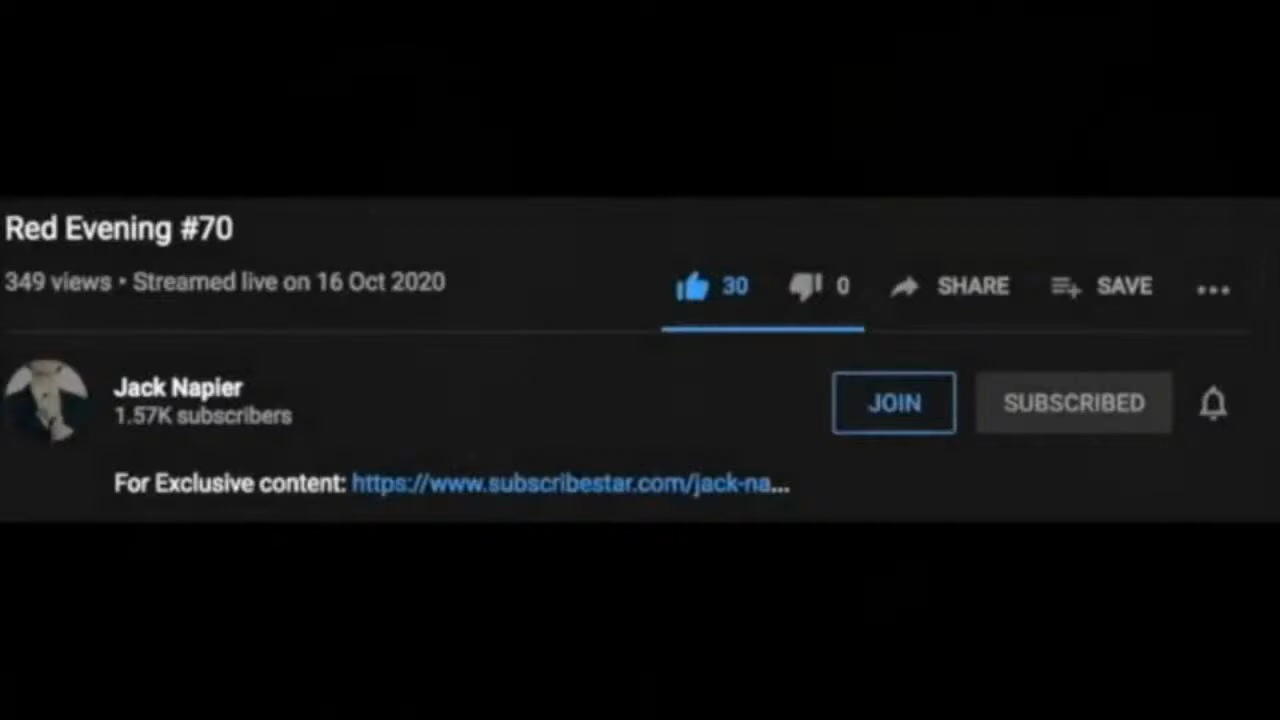 Red Evening #70
349 views • Streamed live on 16 Oct 2020
30 0 SHARE SAVE
Jack Napier
1.57K subscribers
JOIN SUBSCRIBED
For Exclusive content: https://www.subscribestar.com/jack-na...